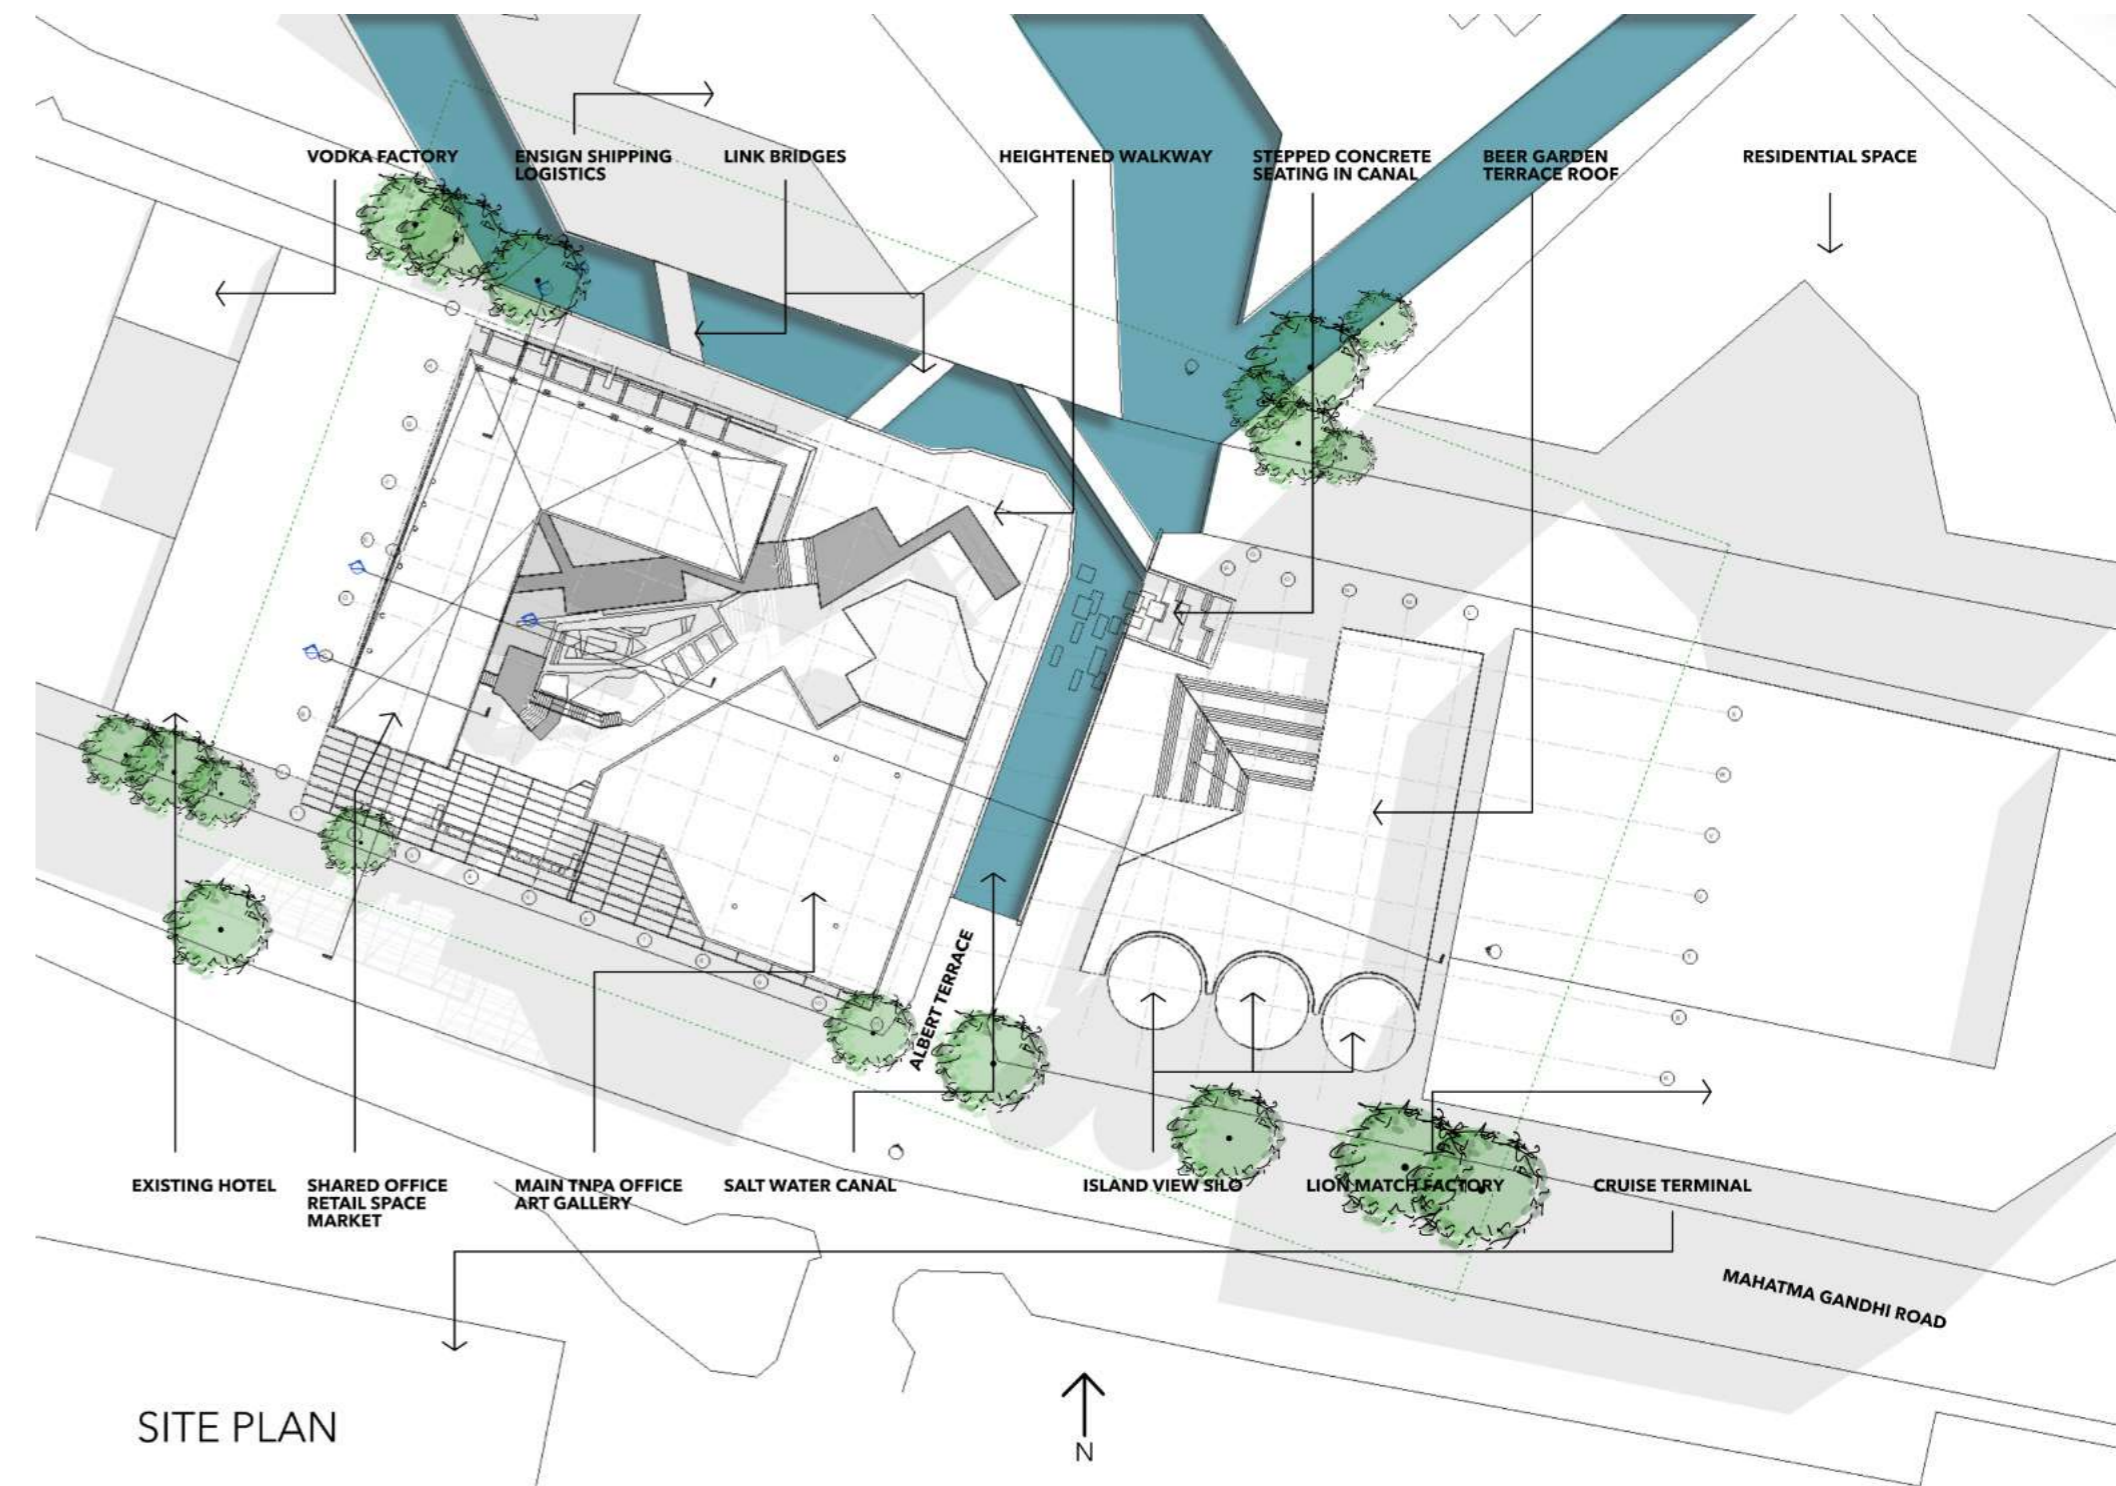 VODKA FACTORY
ENSIGN SHIPPING
LOGISTICS
LINK BRIDGES
HEIGHTENED WALKWAY
STEPPED CONCRETE
SEATING IN CANAL
BEER GARDEN
TERRACE ROOF
RESIDENTIAL SPACE
ALBERT TERRACE
EXISTING HOTEL
SHARED OFFICE
RETAIL SPACE
MARKET
MAIN TNPA OFFICE
ART GALLERY
SALT WATER CANAL
ISLAND VIEW SILO
LION MATCH FACTORY
CRUISE TERMINAL
MAHATMA GANDHI ROAD
SITE PLAN
N